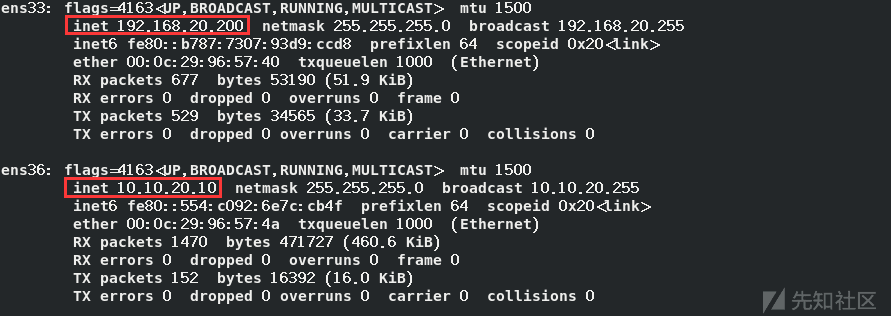 ens33: flags=4163<UP,BROADCAST,RUNNING,MULTICAST>  mtu 1500
inet 192.168.20.200  netmask 255.255.255.0  broadcast 192.168.20.255
inet6 fe80::b787:7307:93d9:ccd8  prefixlen 64  scopeid 0x20<link>
ether 00:0c:29:96:57:40  txqueuelen 1000  (Ethernet)
RX packets 677  bytes 53190 (51.9 KiB)
RX errors 0  dropped 0  overruns 0  frame 0
TX packets 529  bytes 34565 (33.7 KiB)
TX errors 0  dropped 0 overruns 0  carrier 0  collisions 0
ens36: flags=4163<UP,BROADCAST,RUNNING,MULTICAST>  mtu 1500
inet 10.10.20.10  netmask 255.255.255.0  broadcast 10.10.20.255
inet6 fe80::554:c092:6e7c:cb4f  prefixlen 64  scopeid 0x20<link>
ether 00:0c:29:96:57:4a  txqueuelen 1000  (Ethernet)
RX packets 1470  bytes 471727 (460.6 KiB)
RX errors 0  dropped 0  overruns 0  frame 0
TX packets 152  bytes 16392 (16.0 KiB)
TX errors 0  dropped 0 overruns 0  carrier 0  collisions 0
先知社区